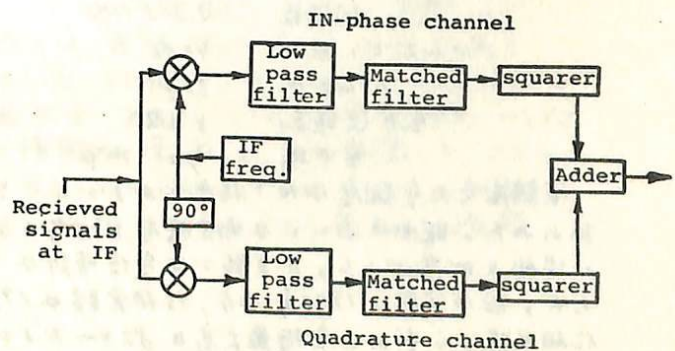 IN-phase channel
Low
pass
filter
Matched
filter
squarer
IF
freq.
Adder
90°
Recieved
signals
at IF
Low
pass
filter
Matched
filter
squarer
Quadrature channel